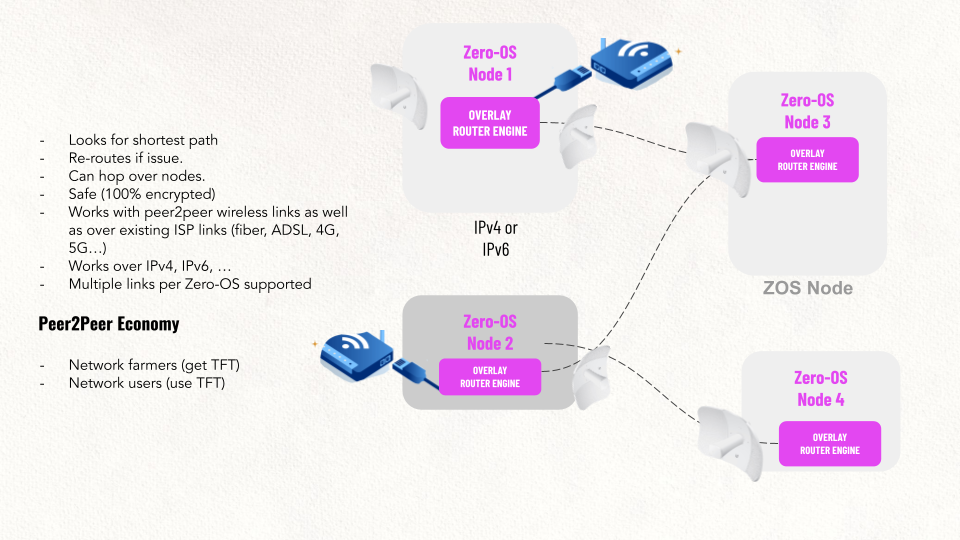 - Looks for shortest path
- Re-routes if issue.
- Can hop over nodes.
- Safe (100% encrypted)
- Works with peer2peer wireless links as well
as over existing ISP links (fiber, ADSL, 4G,
5G…)
- Works over IPv4, IPv6, …
- Multiple links per Zero-OS supported
Peer2Peer Economy
- Network farmers (get TFT)
- Network users (use TFT)
Zero-OS
Node 1
OVERLAY
ROUTER ENGINE
IPv4 or
IPv6
Zero-OS
Node 2
OVERLAY
ROUTER ENGINE
Zero-OS
Node 3
OVERLAY
ROUTER ENGINE
ZOS Node
Zero-OS
Node 4
OVERLAY
ROUTER ENGINE